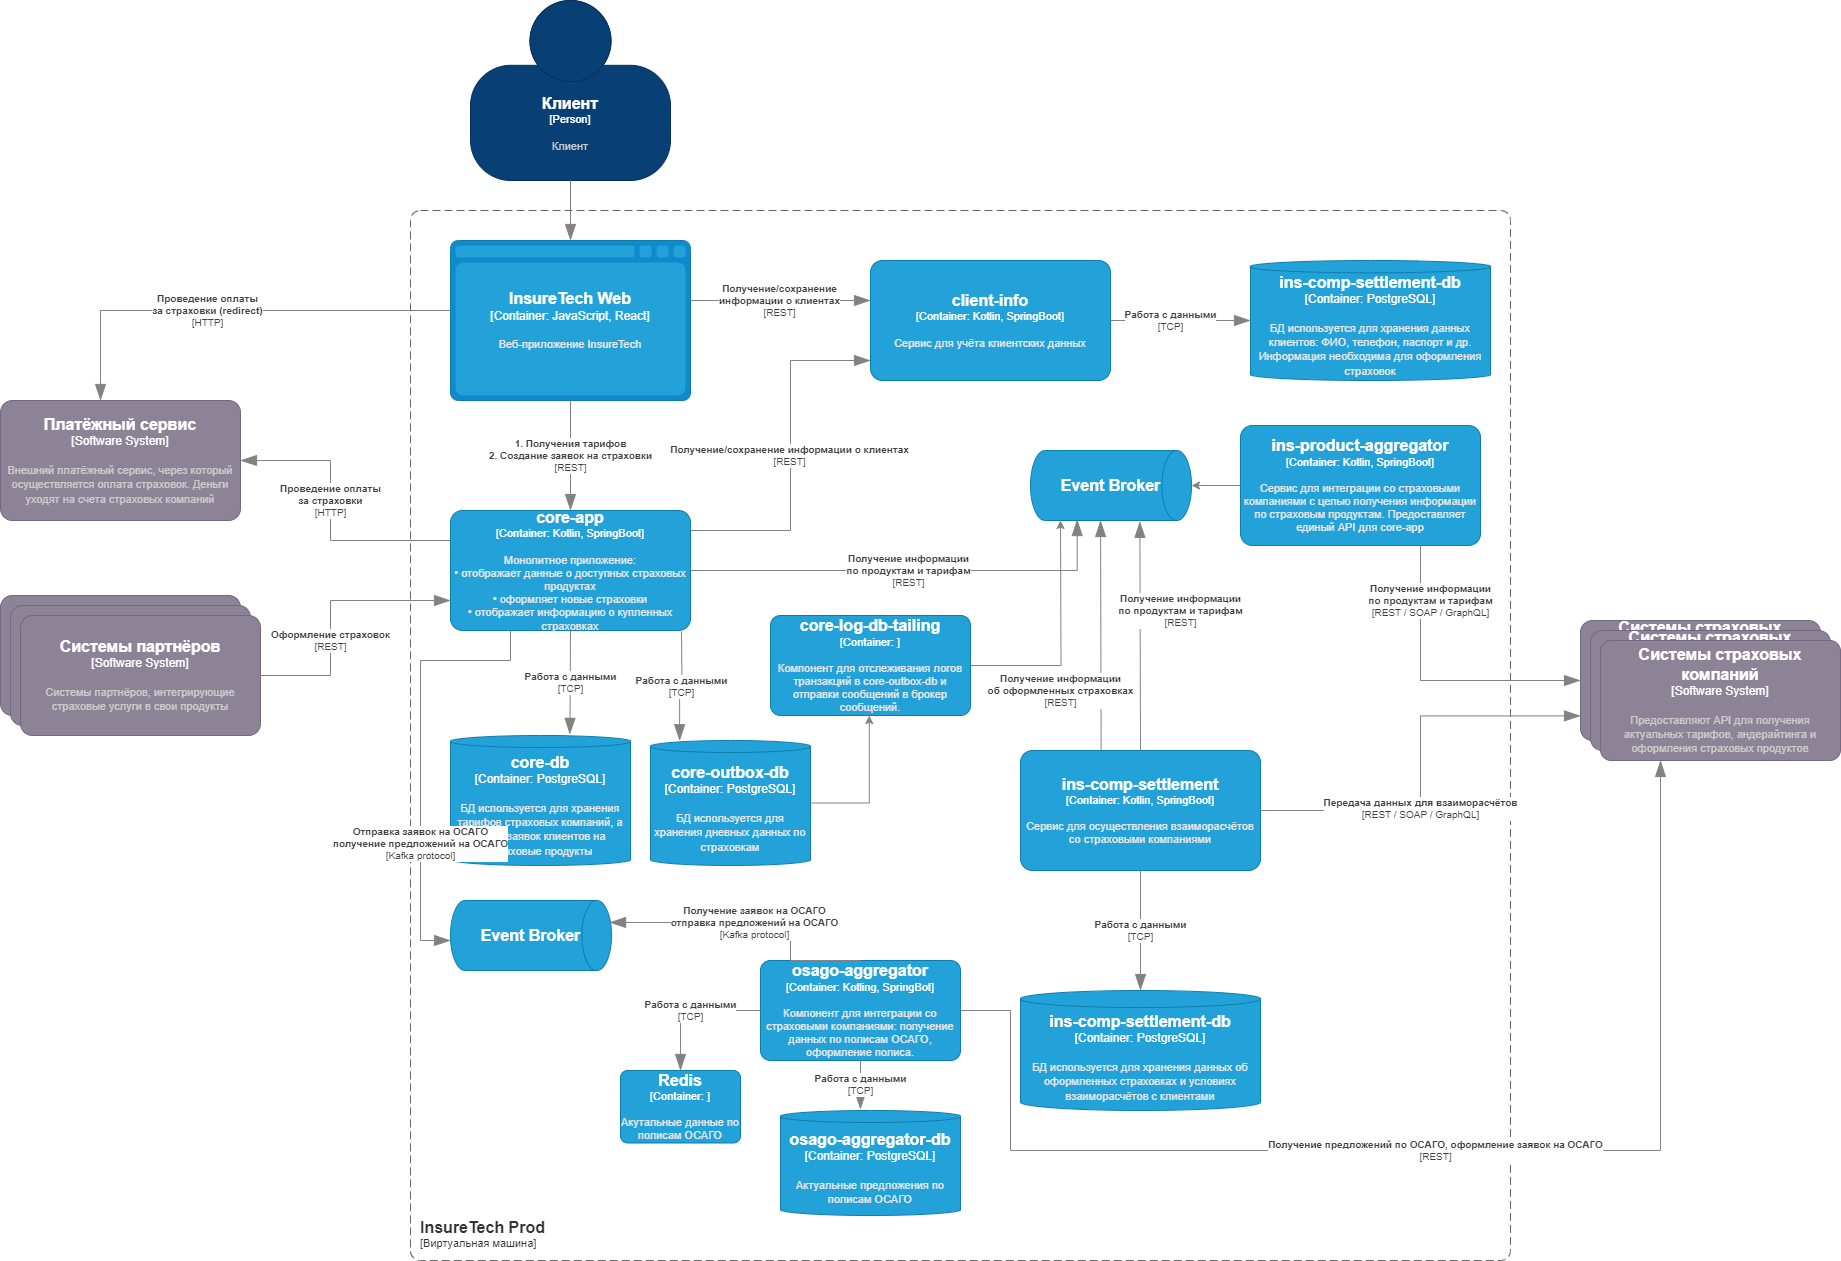 Клиент
[Person]
Клиент
InsureTech Web
[Container: JavaScript, React]
Веб-приложение InsureTech
Получение/сохранение
информации о клиентах
[REST]
client-info
[Container: Kotlin, SpringBoot]
Сервис для учёта клиентских данных
Работа с данными
[TCP]
ins-comp-settlement-db
[Container: PostgreSQL]
БД используется для хранения данных
клиентов: ФИО, телефон, паспорт и др.
Информация необходима для оформления
страховок
Проведение оплаты
за страховки (redirect)
[HTTP]
Платёжный сервис
[Software System]
Внешний платёжный сервис, через который
осуществляется оплата страховок. Деньги
уходят на счета страховых компаний
1. Получения тарифов
2. Создание заявок на страховки
[REST]
Получение/сохранение информации о клиентах
[REST]
Проведение оплаты
за страховки
[HTTP]
core-app
[Container: Kotlin, SpringBoot]
Монолитное приложение:
• отображает данные о доступных страховых
продуктах
• оформляет новые страховки
• отображает информацию о купленных
страховках
Event Broker
ins-product-aggregator
[Container: Kotlin, SpringBoot]
Сервис для интеграции со страховыми
компаниями с целью получения информации
по страховым продуктам. Предоставляет
единый API для core-app
Получение информации
по продуктам и тарифам
[REST]
Получение информации
по продуктам и тарифам
[REST]
Получение информации
по продуктам и тарифам
[REST / SOAP / GraphQL]
Системы партнёров
[Software System]
Системы партнёров, интегрирующие
страховые услуги в свои продукты
Оформление страховок
[REST]
core-log-db-tailing
[Container: ]
Компонент для отслеживания логов
транзакций в core-outbox-db и
отправки сообщений в брокер
сообщений.
Получение информации
об оформленных страховках
[REST]
Системы страховых
Системы страховых
Системы страховых
компаний
[Software System]
Предоставляют API для получения
актуальных тарифов, андерайтинга и
оформления страховых продуктов
Работа с данными
[TCP]
Работа с данными
[TCP]
core-db
[Container: PostgreSQL]
БД используется для хранения
тарифов страховых компаний, а
заявок клиентов на
продукты
core-outbox-db
[Container: PostgreSQL]
БД используется для
хранения дневных данных по
страховкам
ins-comp-settlement
[Container: Kotlin, SpringBoot]
Сервис для осуществления взаиморасчётов
со страховыми компаниями
Передача данных для взаиморасчётов
[REST / SOAP / GraphQL]
Отправка заявок на ОСАГО
получение предложений на ОСАГО
[Kafka protocol]
Event Broker
Получение заявок на ОСАГО
отправка предложений на ОСАГО
[Kafka protocol]
Работа с данными
[TCP]
osago-aggregator
[Container: Kotling, SpringBot]
Компонент для интеграции со
страховыми компаниями: получение
данных по полисам ОСАГО,
оформление полиса.
Работа с данными
[TCP]
Redis
[Container: ]
Акутальные данные по
полисам ОСАГО
Работа с данными
[TCP]
osago-aggregator-db
[Container: PostgreSQL]
Актуальные предложения по
полисам ОСАГО
ins-comp-settlement-db
[Container: PostgreSQL]
БД используется для хранения данных об
оформленных страховках и условиях
взаиморасчётов с клиентами
Получение предложений по ОСАГО, оформление заявок на ОСАГО
[REST]
InsureTech Prod
[Виртуальная машина]